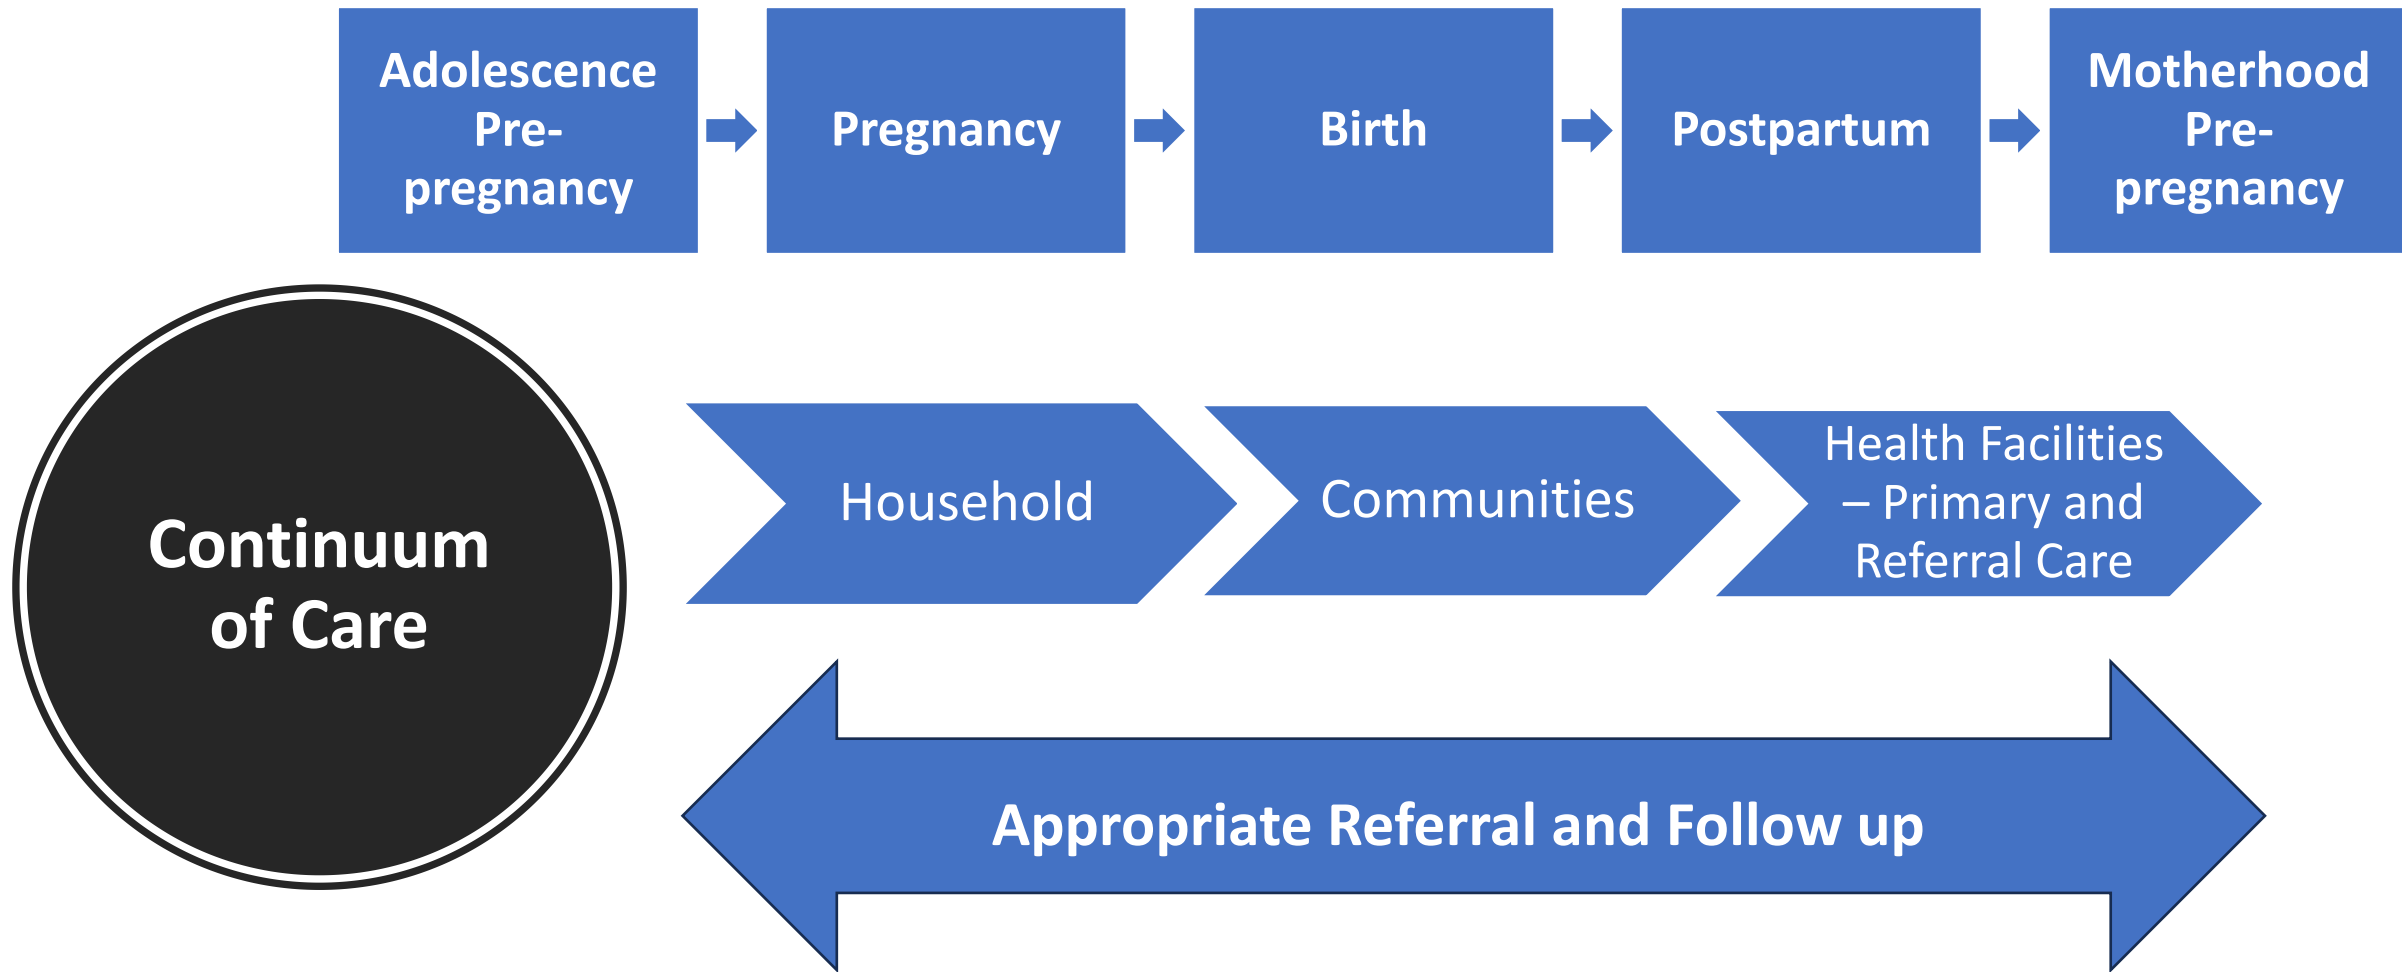 Adolescence
Pre-
pregnancy
Pregnancy
Birth
Postpartum
Motherhood
Pre-
pregnancy
Continuum
of Care
Household
Communities
Health Facilities
– Primary and
Referral Care
Appropriate Referral and Follow up